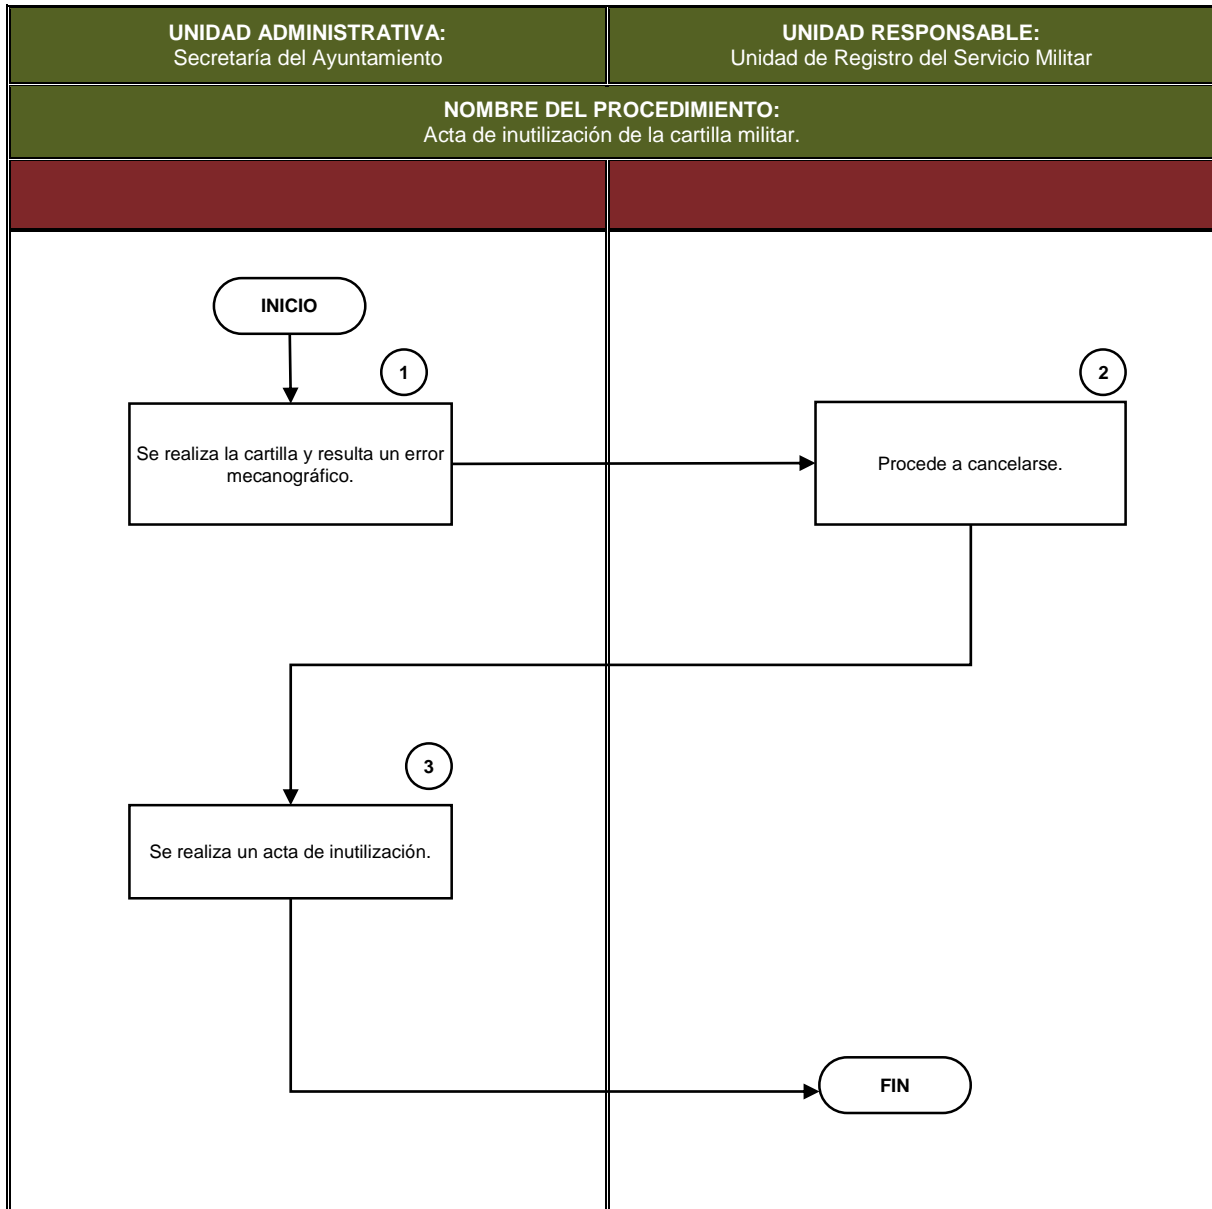 UNIDAD ADMINISTRATIVA:
Secretaría del Ayuntamiento
UNIDAD RESPONSABLE:
Unidad de Registro del Servicio Militar
NOMBRE DEL PROCEDIMIENTO:
Acta de inutilización de la cartilla militar.
INICIO
1
Se realiza la cartilla y resulta un error
mecanográfico.
2
Procede a cancelarse.
3
Se realiza un acta de inutilización.
FIN